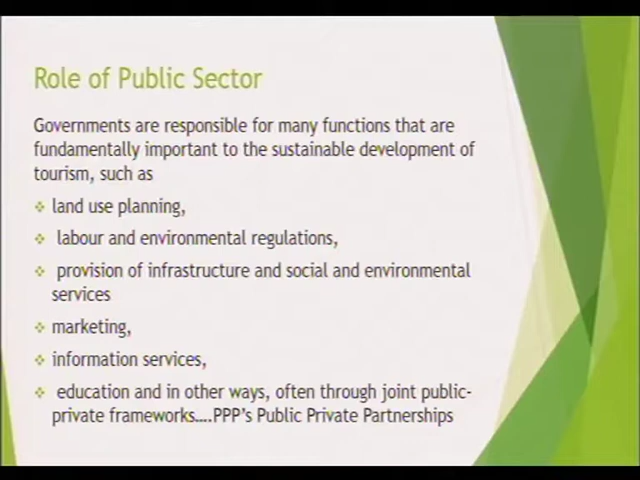 Role of Public Sector
Governments are responsible for many functions that are
fundamentally important to the sustainable development of
tourism, such as
❖ land use planning,
❖ labour and environmental regulations,
❖ provision of infrastructure and social and environmental
services
❖ marketing,
❖ information services,
❖ education and in other ways, often through joint public-
private frameworks....PPP's Public Private Partnerships